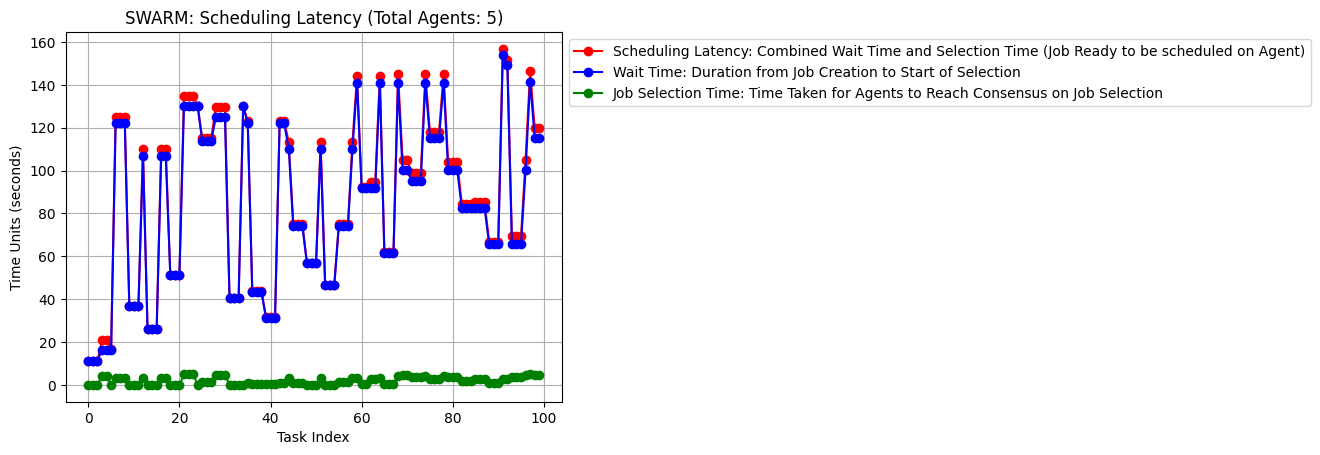 SWARM: Scheduling Latency (Total Agents: 5)
Scheduling Latency: Combined Wait Time and Selection Time (Job Ready to be scheduled on Agent)
Wait Time: Duration from Job Creation to Start of Selection
Job Selection Time: Time Taken for Agents to Reach Consensus on Job Selection
Time Units (seconds)
160
140
120
100
80
60
40
20
0
0 20 40 60 80 100
Task Index